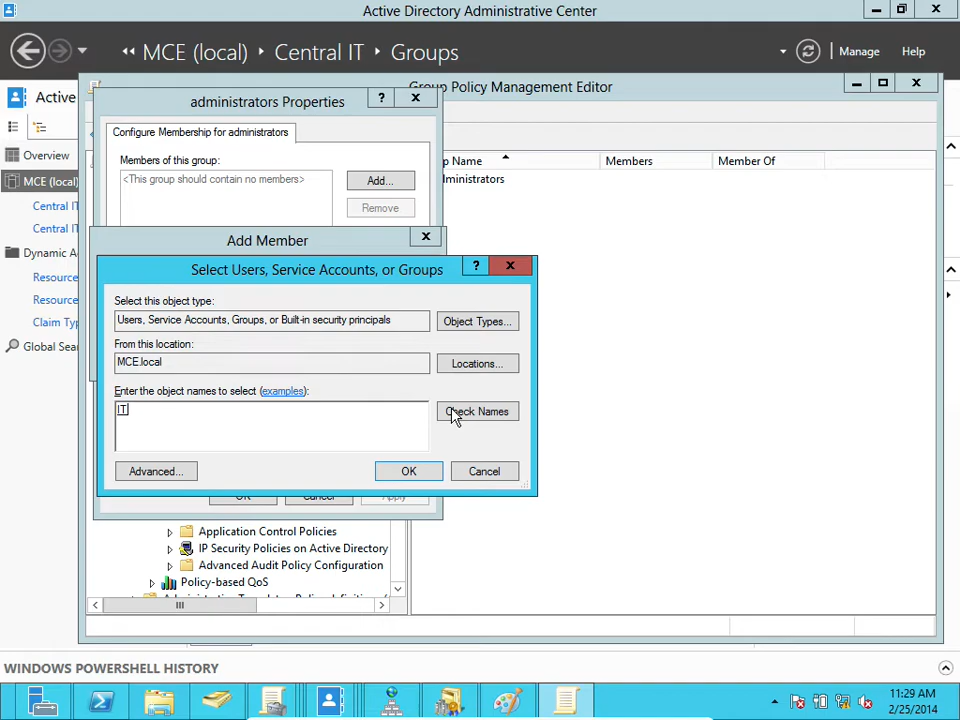 Active Directory Administrative Center
MCE (local) Central IT Groups
Manage Help
Active
Group Policy Management Editor
administrators Properties
?
Configure Membership for administrators
Members of this group:
<This group should contain no members>
Add...
Remove
Overview
MCE (local)
Central IT
Central IT
Dynamic Ac
Resource
Resource
Claim Typ
Global Sear
p Name Members Member Of
dministrators
Add Member
Select Users, Service Accounts, or Groups
?
Select this object type:
Users, Service Accounts, Groups, or Built-in security principals
Object Types...
From this location:
MCE.local
Locations...
Enter the object names to select (examples):
IT
Check Names
Advanced...
OK
Cancel
OK Cancel Apply
Application Control Policies
IP Security Policies on Active Directory
Advanced Audit Policy Configuration
Policy-based QoS
WINDOWS POWERSHELL HISTORY
11:29 AM
2/25/2014